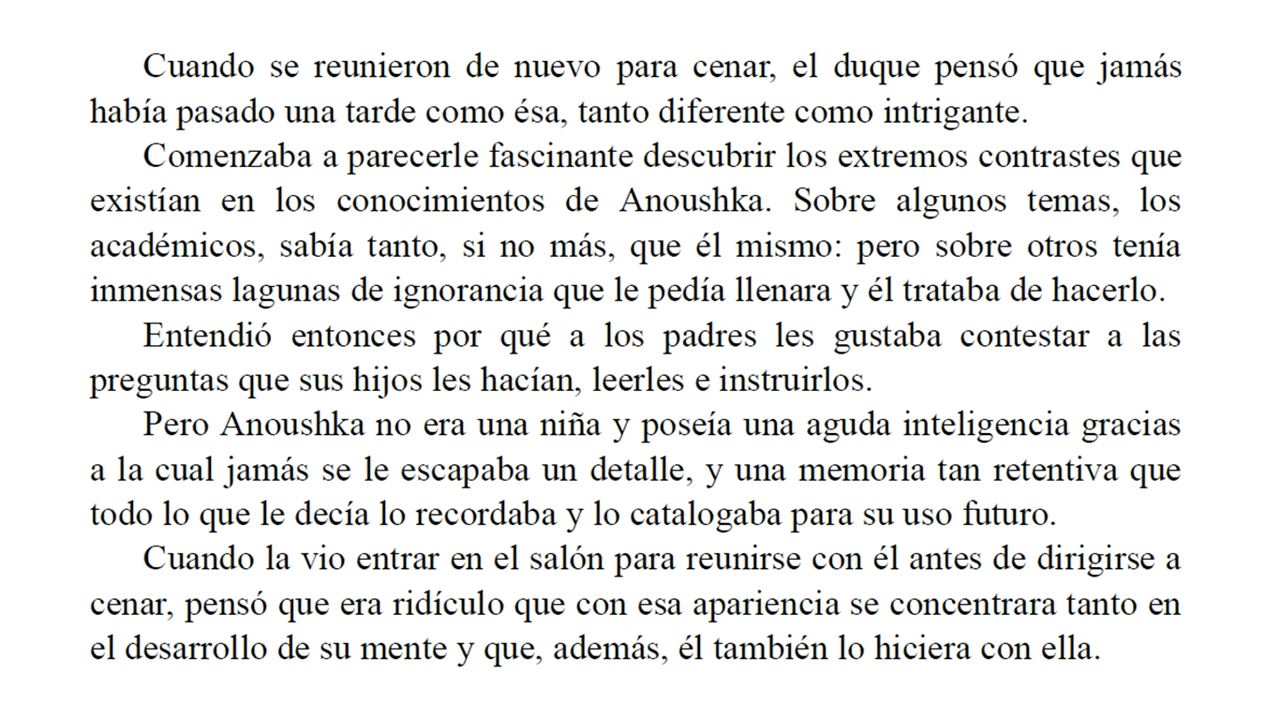 Cuando se reunieron de nuevo para cenar, el duque pensó que jamás
había pasado una tarde como ésa, tanto diferente como intrigante.
Comenzaba a parecerle fascinante descubrir los extremos contrastes que
existían en los conocimientos de Anoushka. Sobre algunos temas, los
académicos, sabía tanto, si no más, que él mismo: pero sobre otros tenía
inmensas lagunas de ignorancia que le pedía llenara y él trataba de hacerlo.
Entendió entonces por qué a los padres les gustaba contestar a las
preguntas que sus hijos les hacían, leerles e instruirlos.
Pero Anoushka no era una niña y poseía una aguda inteligencia gracias
a la cual jamás se le escapaba un detalle, y una memoria tan retentiva que
todo lo que le decía lo recordaba y lo catalogaba para su uso futuro.
Cuando la vio entrar en el salón para reunirse con él antes de dirigirse a
cenar, pensó que era ridículo que con esa apariencia se concentrara tanto en
el desarrollo de su mente y que, además, él también lo hiciera con ella.